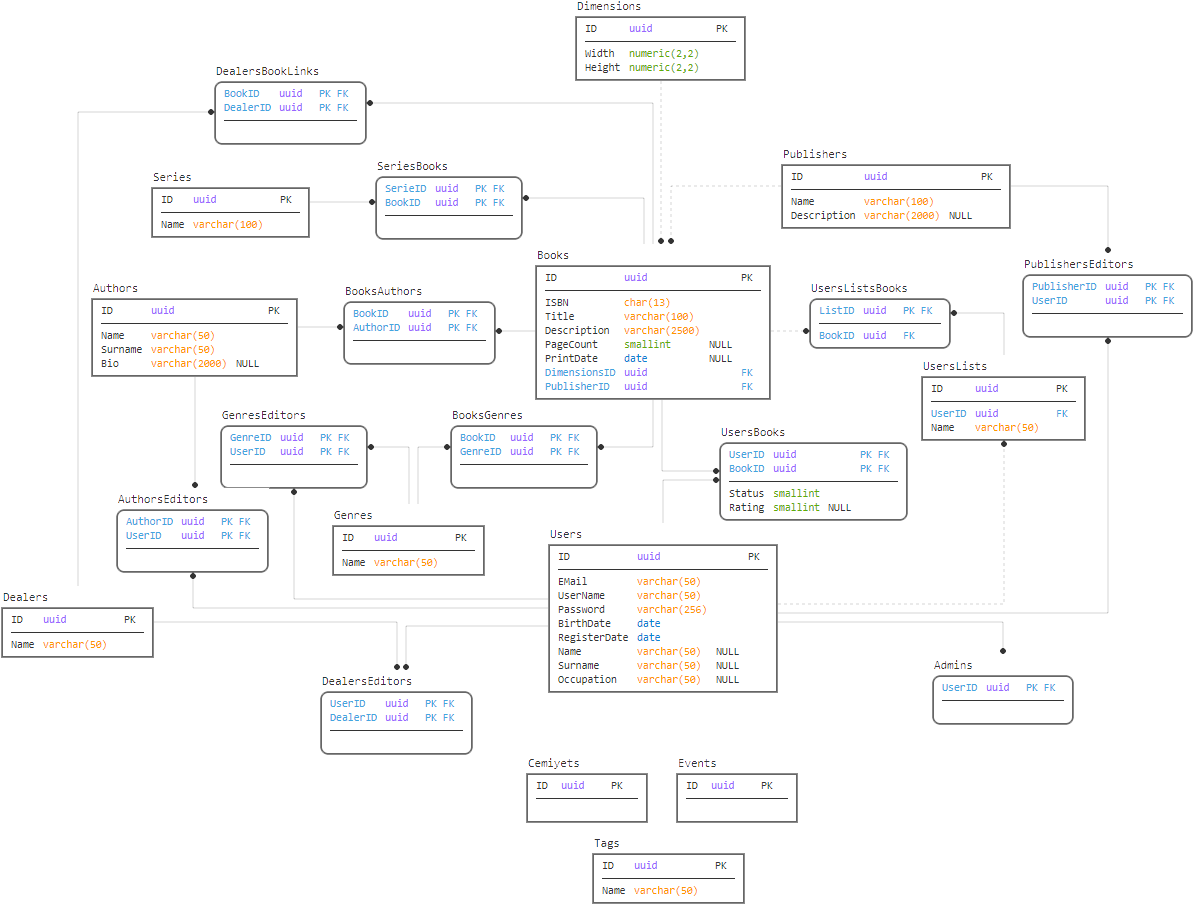 Dimensions
ID uuid PK
Width numeric(2,2)
Height numeric(2,2)
DealersBookLinks
BookID uuid PK FK
DealerID uuid PK FK
Publishers
ID uuid PK
Name varchar(100)
Description varchar(2000) NULL
SeriesBooks
SerieID uuid PK FK
BookID uuid PK FK
Series
ID uuid PK
Name varchar(100)
Books
ID uuid PK
ISBN char(13)
Title varchar(100)
Description varchar(2500)
PageCount smallint NULL
PrintDate date NULL
DimensionsID uuid FK
PublisherID uuid FK
PublishersEditors
PublisherID uuid PK FK
UserID uuid PK FK
Authors
ID uuid PK
Name varchar(50)
Surname varchar(50)
Bio varchar(2000) NULL
BooksAuthors
BookID uuid PK FK
AuthorID uuid PK FK
UsersListsBooks
ListID uuid PK FK
BookID uuid FK
UsersLists
ID uuid PK
UserID uuid FK
Name varchar(50)
GenresEditors
GenreID uuid PK FK
UserID uuid PK FK
BooksGenres
BookID uuid PK FK
GenreID uuid PK FK
UsersBooks
UserID uuid PK FK
BookID uuid PK FK
Status smallint
Rating smallint NULL
AuthorsEditors
AuthorID uuid PK FK
UserID uuid PK FK
Genres
ID uuid PK
Name varchar(50)
Users
ID uuid PK
EMail varchar(50)
UserName varchar(50)
Password varchar(256)
BirthDate date
RegisterDate date
Name varchar(50) NULL
Surname varchar(50) NULL
Occupation varchar(50) NULL
Dealers
ID uuid PK
Name varchar(50)
DealersEditors
UserID uuid PK FK
DealerID uuid PK FK
Admins
UserID uuid PK FK
Cemiyets
ID uuid PK
Events
ID uuid PK
Tags
ID uuid PK
Name varchar(50)